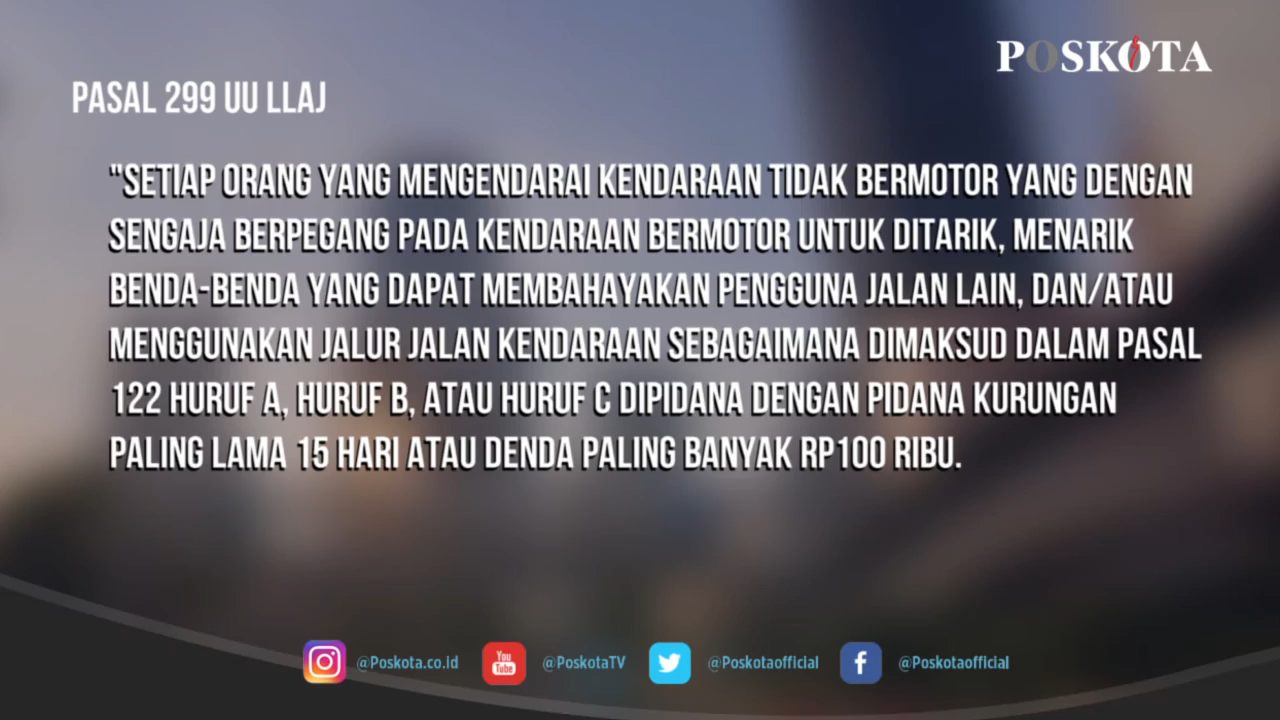 POSKOTA
PASAL 299 UU LLAJ
"SETIAP ORANG YANG MENGENDARAI KENDARAAN TIDAK BERMOTOR YANG DENGAN
SENGAJA BERPEGANG PADA KENDARAAN BERMOTOR UNTUK DITARIK, MENARIK
BENDA-BENDA YANG DAPAT MEMBAHAYAKAN PENGGUNA JALAN LAIN, DAN/ATAU
MENGGUNAKAN JALUR JALAN KENDARAAN SEBAGAIMANA DIMAKSUD DALAM PASAL
122 HURUF A, HURUF B, ATAU HURUF C DIPIDANA DENGAN PIDANA KURUNGAN
PALING LAMA 15 HARI ATAU DENDA PALING BANYAK RP100 RIBU.
@Poskota.co.id You Tube @PoskotaTV @Poskotaofficial @Poskotaofficial